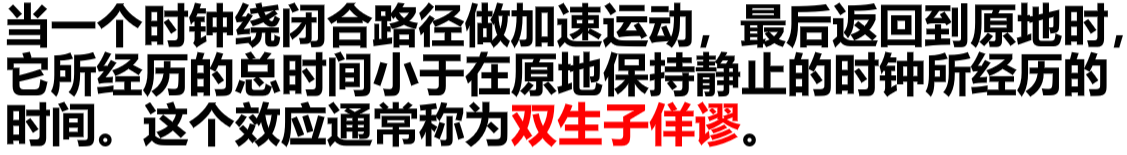 当一个时钟绕闭合路径做加速运动，最后返回到原地时，
它所经历的总时间小于在原地保持静止的时钟所经历的
时间。这个效应通常称为双生子佯谬。